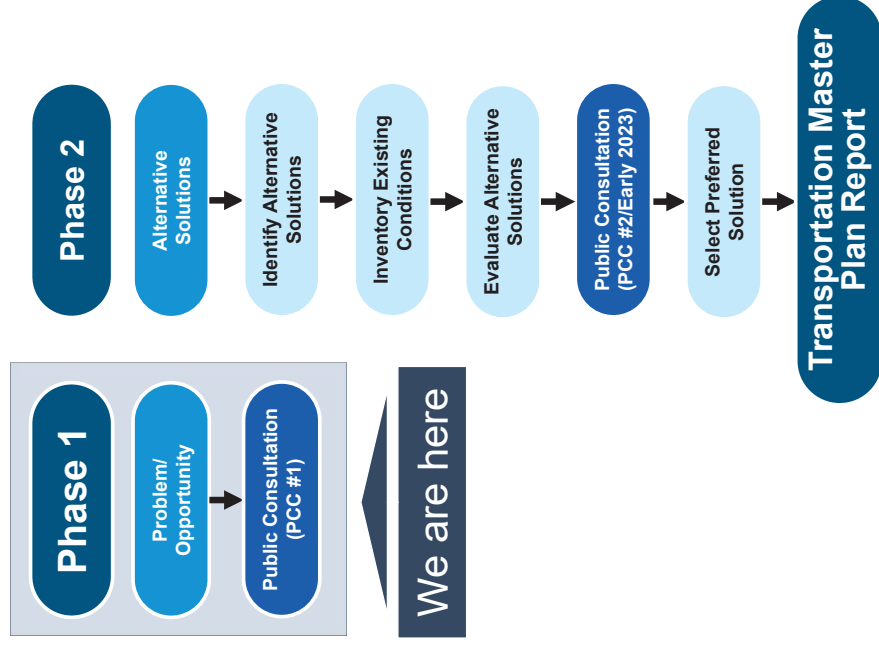 Phase 1
Problem/
Opportunity
Public Consultation
(PCC #1)
We are here
Phase 2
Alternative
Solutions
Identify Alternative
Solutions
Inventory Existing
Conditions
Evaluate Alternative
Solutions
Public Consultation
(PCC #2/Early 2023)
Select Preferred
Solution
Transportation Master
Plan Report